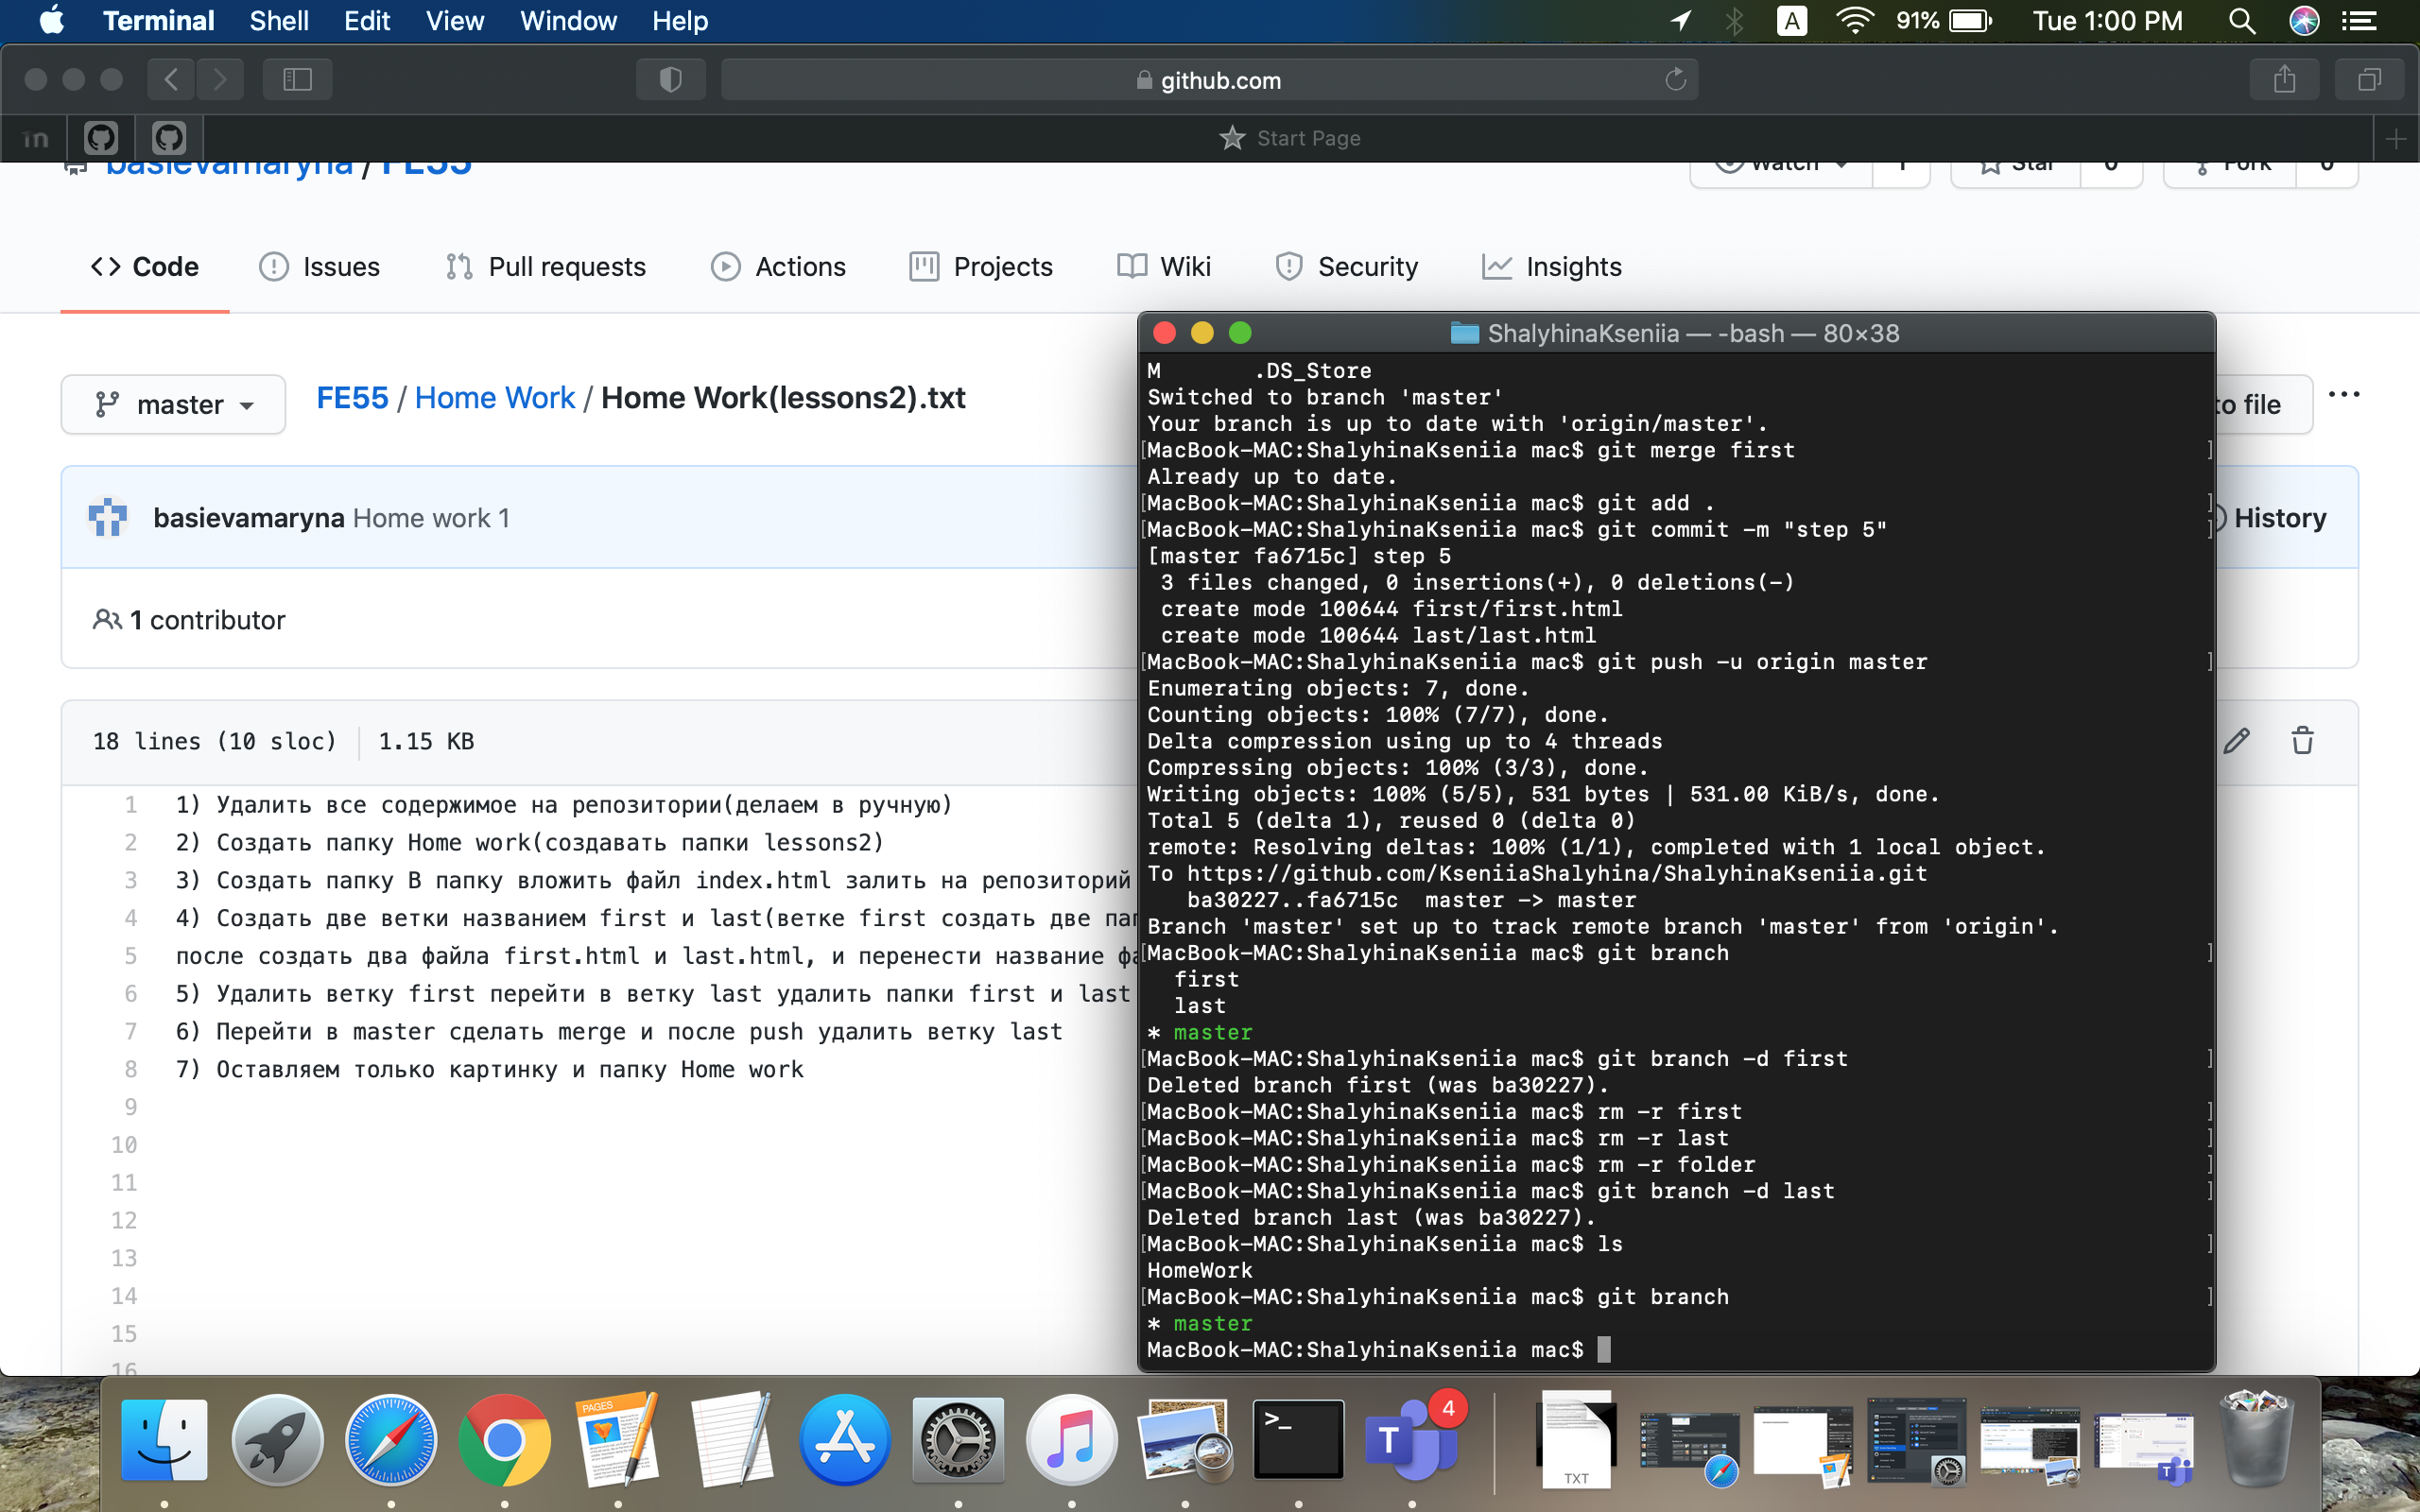 Terminal Shell Edit View Window Help 91% Tue 1:00 PM
github.com
Start Page
basievamaryna / FE55 Watch 1 Star 0 Fork 0
Code Issues Pull requests Actions Projects Wiki Security Insights
master FE55 / Home Work / Home Work(lessons2).txt to file ...
basievamaryna Home work 1 History
1 contributor
18 lines (10 sloc) 1.15 KB
1 1) Удалить все содержимое на репозитории(делаем в ручную)
2 2) Создать папку Home work(создавать папки lessons2)
3 3) Создать папку В папку вложить файл index.html залить на репозиторий
4 4) Создать две ветки названием first и last(ветке first создать две пап
5 после создать два файла first.html и last.html, и перенести название фа
6 5) Удалить ветку first перейти в ветку last удалить папки first и last
7 6) Перейти в master сделать merge и после push удалить ветку last
8 7) Оставляем только картинку и папку Home work
9
10
11
12
13
14
15
16
ShalyhinaKseniia — -bash — 80×38
M .DS_Store
Switched to branch 'master'
Your branch is up to date with 'origin/master'.
[MacBook-MAC:ShalyhinaKseniia mac$ git merge first ]
Already up to date.
[MacBook-MAC:ShalyhinaKseniia mac$ git add . ]
[MacBook-MAC:ShalyhinaKseniia mac$ git commit -m "step 5" ]
[master fa6715c] step 5
3 files changed, 0 insertions(+), 0 deletions(-)
create mode 100644 first/first.html
create mode 100644 last/last.html
[MacBook-MAC:ShalyhinaKseniia mac$ git push -u origin master ]
Enumerating objects: 7, done.
Counting objects: 100% (7/7), done.
Delta compression using up to 4 threads
Compressing objects: 100% (3/3), done.
Writing objects: 100% (5/5), 531 bytes | 531.00 KiB/s, done.
Total 5 (delta 1), reused 0 (delta 0)
remote: Resolving deltas: 100% (1/1), completed with 1 local object.
To https://github.com/KseniiaShalyhina/ShalyhinaKseniia.git
ba30227..fa6715c master -> master
Branch 'master' set up to track remote branch 'master' from 'origin'.
[MacBook-MAC:ShalyhinaKseniia mac$ git branch ]
first
last
* master
[MacBook-MAC:ShalyhinaKseniia mac$ git branch -d first ]
Deleted branch first (was ba30227).
[MacBook-MAC:ShalyhinaKseniia mac$ rm -r first ]
[MacBook-MAC:ShalyhinaKseniia mac$ rm -r last ]
[MacBook-MAC:ShalyhinaKseniia mac$ rm -r folder ]
[MacBook-MAC:ShalyhinaKseniia mac$ git branch -d last ]
Deleted branch last (was ba30227).
[MacBook-MAC:ShalyhinaKseniia mac$ ls ]
HomeWork
[MacBook-MAC:ShalyhinaKseniia mac$ git branch ]
* master
MacBook-MAC:ShalyhinaKseniia mac$
PAGES
>_
T 4
TXT